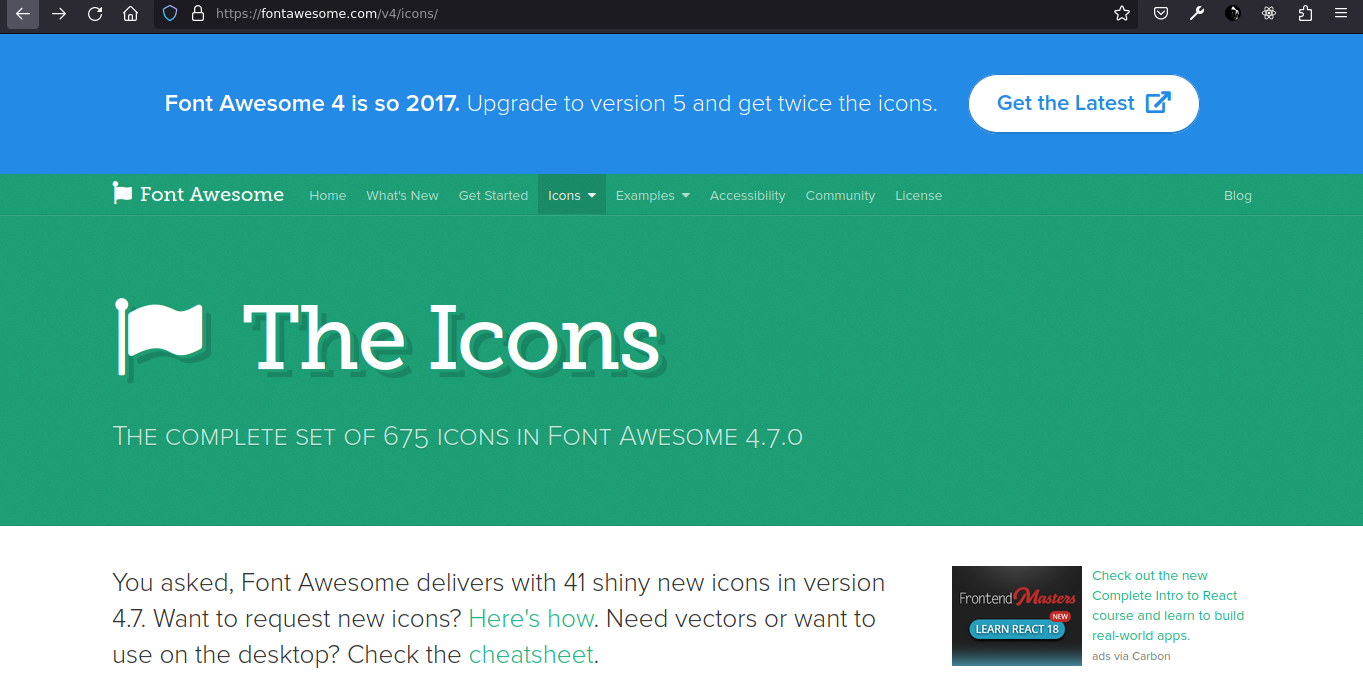 https://fontawesome.com/v4/icons/
Font Awesome 4 is so 2017. Upgrade to version 5 and get twice the icons.
Get the Latest
Font Awesome Home What's New Get Started Icons Examples Accessibility Community License Blog
The Icons
The complete set of 675 icons in Font Awesome 4.7.0
You asked, Font Awesome delivers with 41 shiny new icons in version
4.7. Want to request new icons? Here's how. Need vectors or want to
use on the desktop? Check the cheatsheet.
Frontend Masters
NEW
LEARN REACT 18
Check out the new
Complete Intro to React
course and learn to build
real-world apps.
ads via Carbon